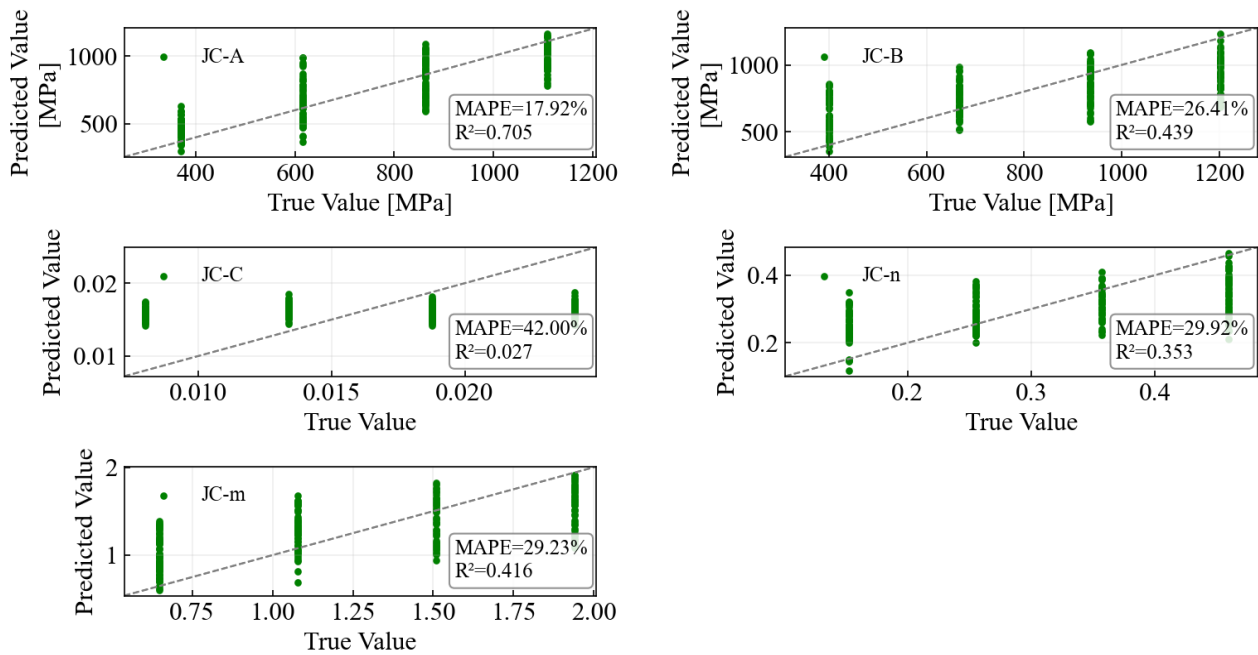 Predicted Value
[MPa]
1000
500
JC-A
MAPE=17.92%
R²=0.705
400
600
800
1000
1200
True Value [MPa]
Predicted Value
[MPa]
1000
500
JC-B
MAPE=26.41%
R²=0.439
400
600
800
1000
1200
True Value [MPa]
Predicted Value
0.02
0.01
JC-C
MAPE=42.00%
R²=0.027
0.010
0.015
0.020
True Value
Predicted Value
0.4
0.2
JC-n
MAPE=29.92%
R²=0.353
0.2
0.3
0.4
True Value
Predicted Value
2
1
JC-m
MAPE=29.23%
R²=0.416
0.75
1.00
1.25
1.50
1.75
2.00
True Value